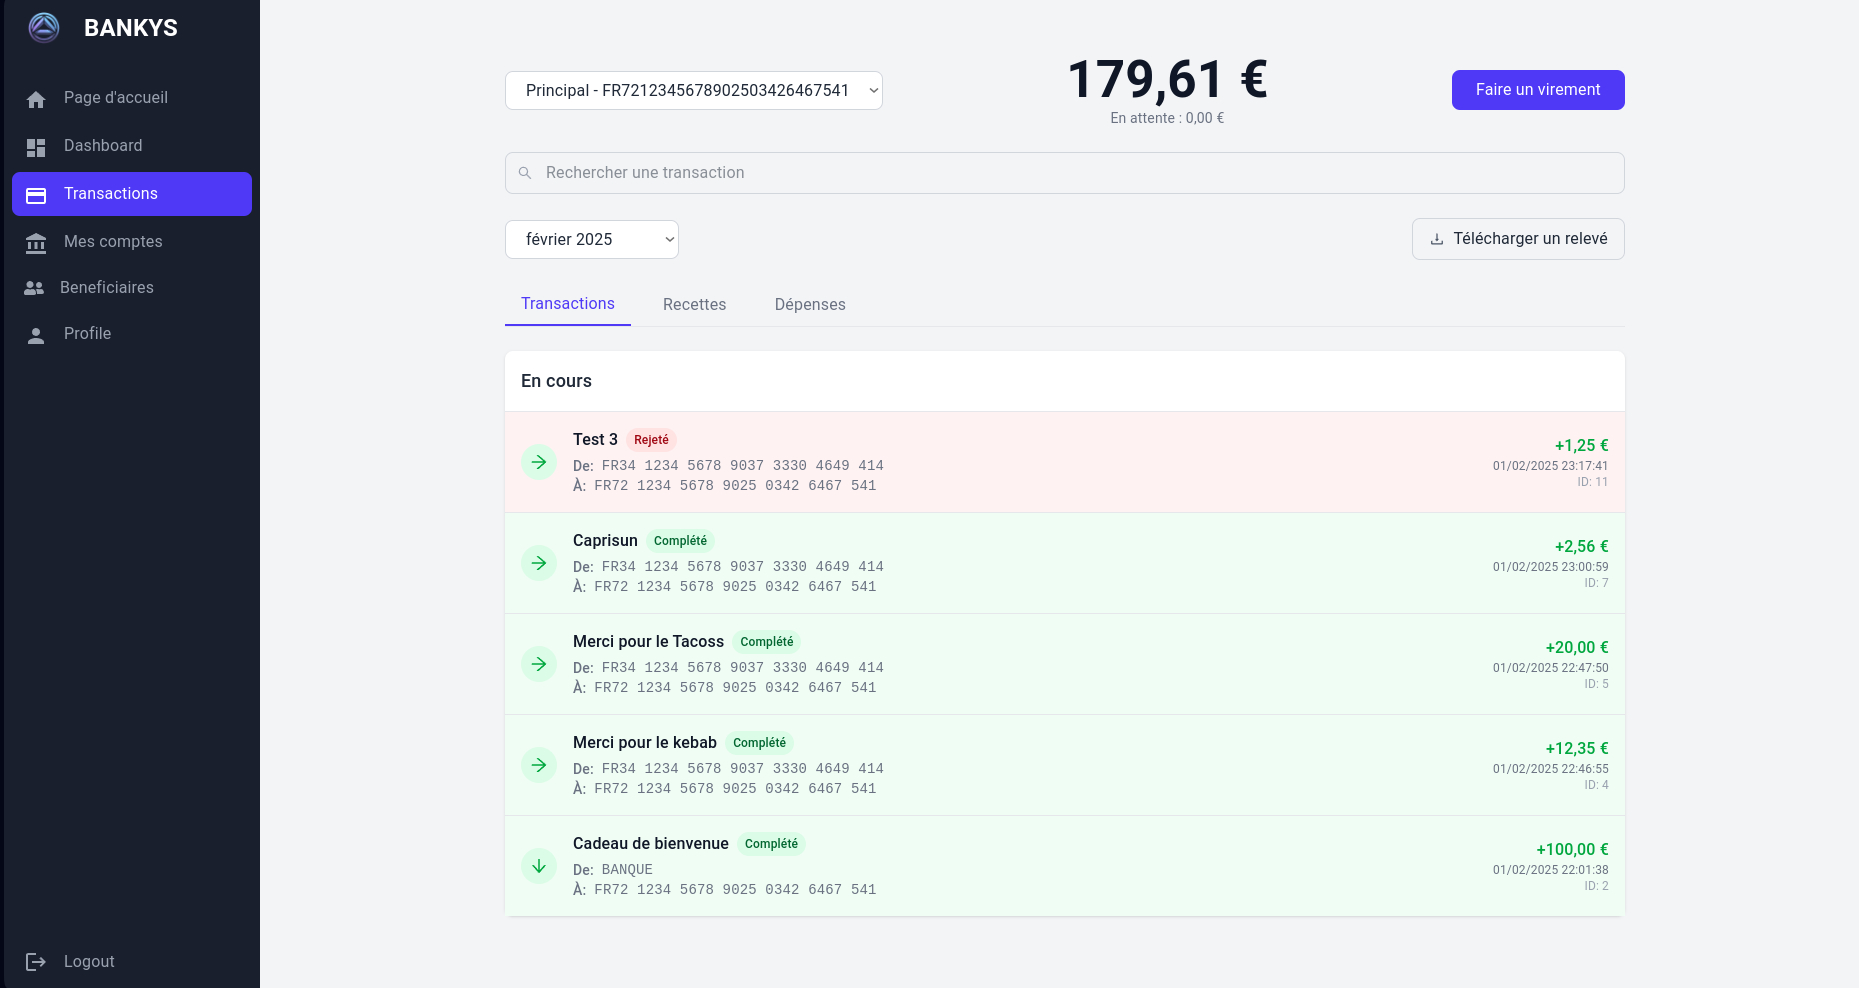 BANKYS
Page d'accueil
Dashboard
Transactions
Mes comptes
Beneficiaires
Profile
Logout
Principal - FR7212345678902503426467541
179,61 €
En attente : 0,00 €
Faire un virement
Rechercher une transaction
février 2025
Télécharger un relevé
Transactions Recettes Dépenses
En cours
Test 3 Rejeté
De: FR34 1234 5678 9037 3330 4649 414
À: FR72 1234 5678 9025 0342 6467 541
+1,25 €
01/02/2025 23:17:41
ID: 11
Caprisun Complété
De: FR34 1234 5678 9037 3330 4649 414
À: FR72 1234 5678 9025 0342 6467 541
+2,56 €
01/02/2025 23:00:59
ID: 7
Merci pour le Tacoss Complété
De: FR34 1234 5678 9037 3330 4649 414
À: FR72 1234 5678 9025 0342 6467 541
+20,00 €
01/02/2025 22:47:50
ID: 5
Merci pour le kebab Complété
De: FR34 1234 5678 9037 3330 4649 414
À: FR72 1234 5678 9025 0342 6467 541
+12,35 €
01/02/2025 22:46:55
ID: 4
Cadeau de bienvenue Complété
De: BANQUE
À: FR72 1234 5678 9025 0342 6467 541
+100,00 €
01/02/2025 22:01:38
ID: 2